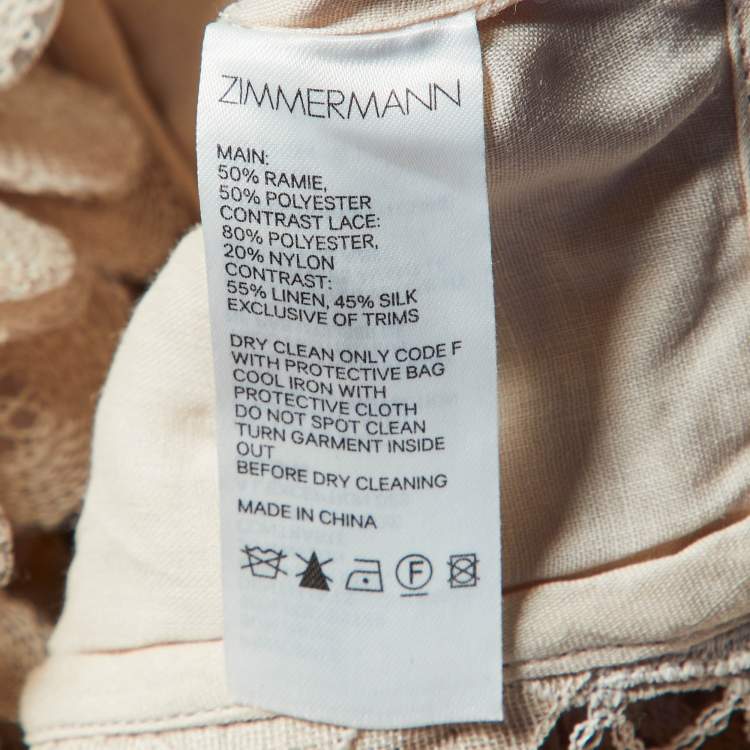 ZIMMERMANN
MAIN:
50% RAMIE,
50% POLYESTER
CONTRAST LACE:
80% POLYESTER,
20% NYLON
CONTRAST:
55% LINEN, 45% SILK
EXCLUSIVE OF TRIMS
DRY CLEAN ONLY CODE F
WITH PROTECTIVE BAG
COOL IRON WITH
PROTECTIVE CLOTH
DO NOT SPOT CLEAN
TURN GARMENT INSIDE
OUT
BEFORE DRY CLEANING
MADE IN CHINA
F